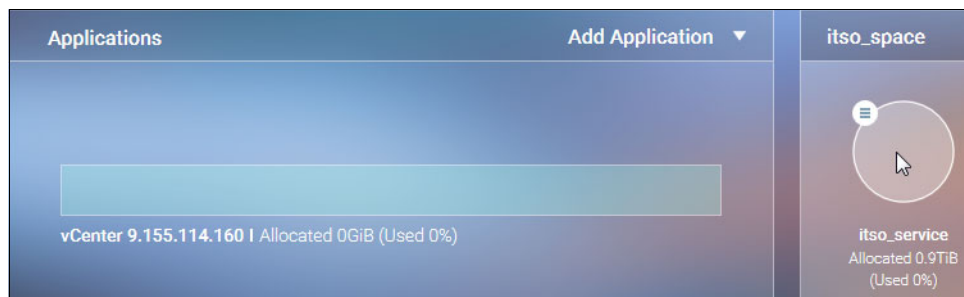 Applications
Add Application
itso_space
vCenter 9.155.114.160 | Allocated 0GiB (Used 0%)
itso_service
Allocated 0.9TiB
(Used 0%)